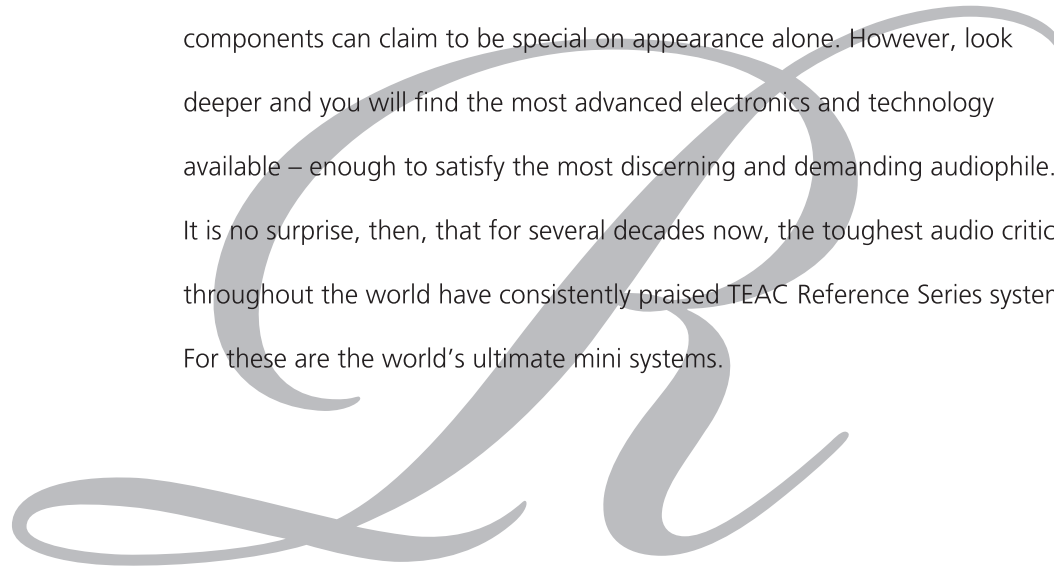 components can claim to be special on appearance alone. However, look
deeper and you will find the most advanced electronics and technology
available – enough to satisfy the most discerning and demanding audiophile.
It is no surprise, then, that for several decades now, the toughest audio critic
throughout the world have consistently praised TEAC Reference Series
For these are the world’s ultimate mini systems.
R